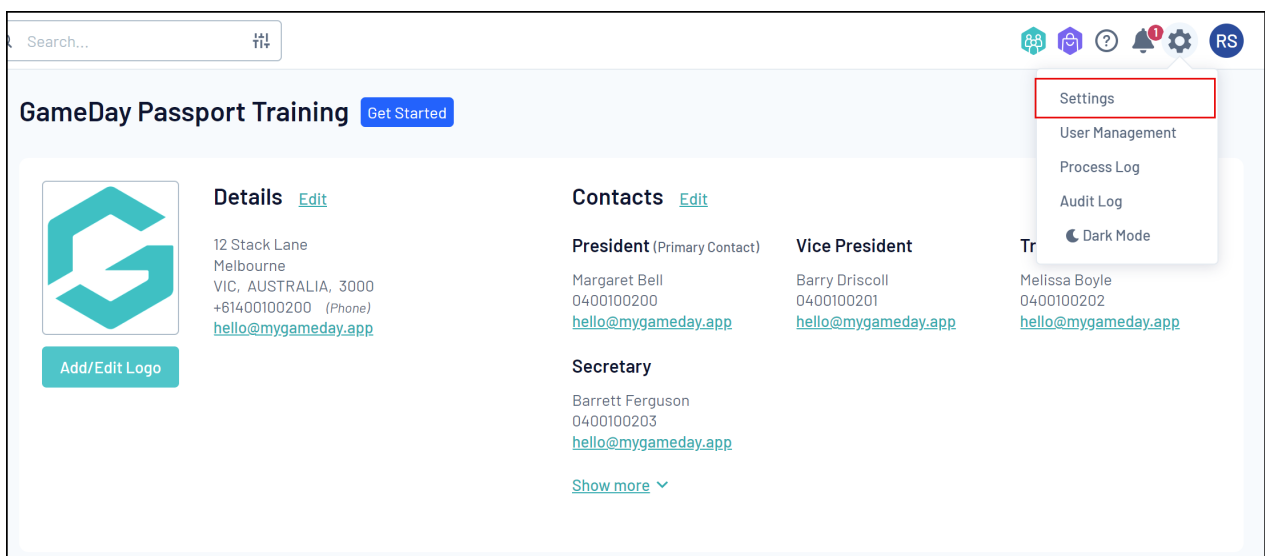 Search...
1
RS
Settings
User Management
Process Log
Audit Log
Dark Mode
GameDay Passport Training Get Started
Details Edit
12 Stack Lane
Melbourne
VIC, AUSTRALIA, 3000
+61400100200 (Phone)
hello@mygameday.app
Add/Edit Logo
Contacts Edit
President (Primary Contact)
Margaret Bell
0400100200
hello@mygameday.app
Vice President
Barry Driscoll
0400100201
hello@mygameday.app
Tr
Melissa Boyle
0400100202
hello@mygameday.app
Secretary
Barrett Ferguson
0400100203
hello@mygameday.app
Show more